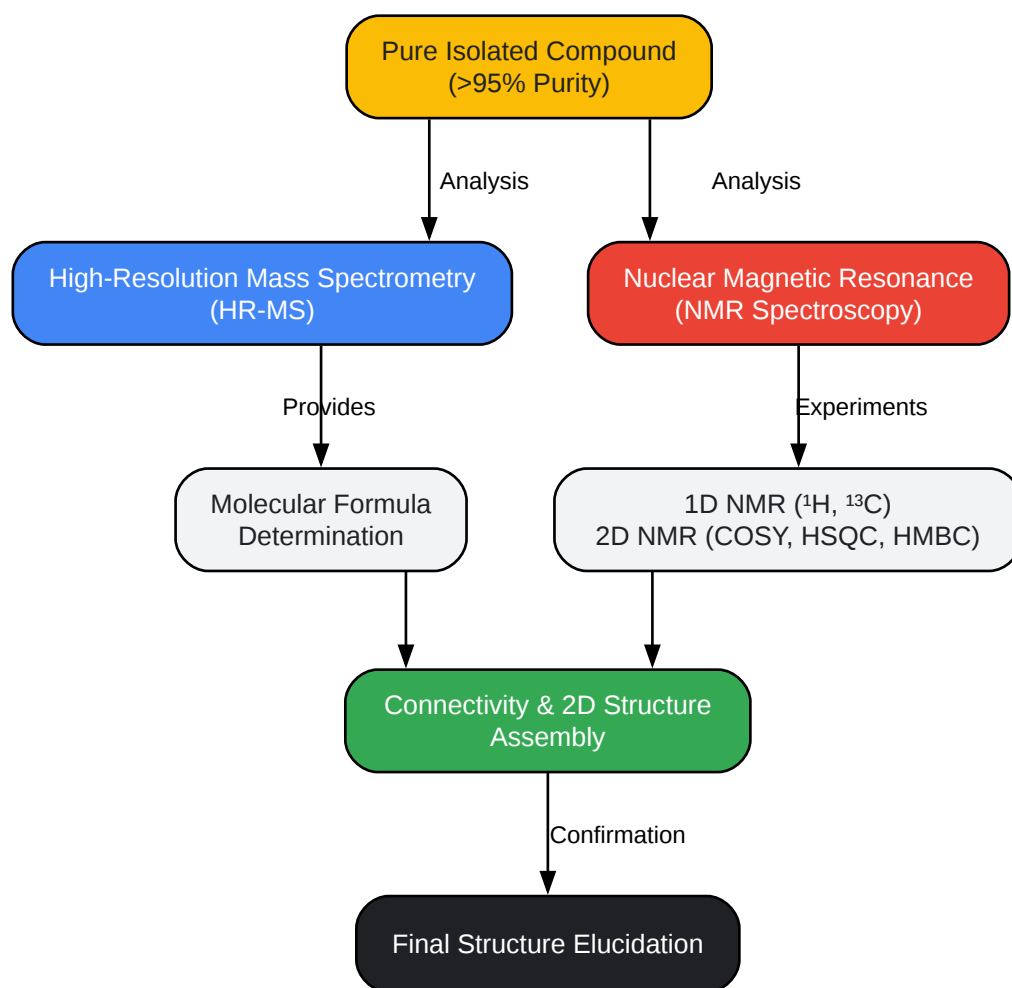 Pure Isolated Compound
(>95% Purity)
Analysis
Analysis
High-Resolution Mass Spectrometry
(HR-MS)
Nuclear Magnetic Resonance
(NMR Spectroscopy)
Provides
Experiments
Molecular Formula
Determination
1D NMR (¹H, ¹³C)
2D NMR (COSY, HSQC, HMBC)
Connectivity & 2D Structure
Assembly
Confirmation
Final Structure Elucidation